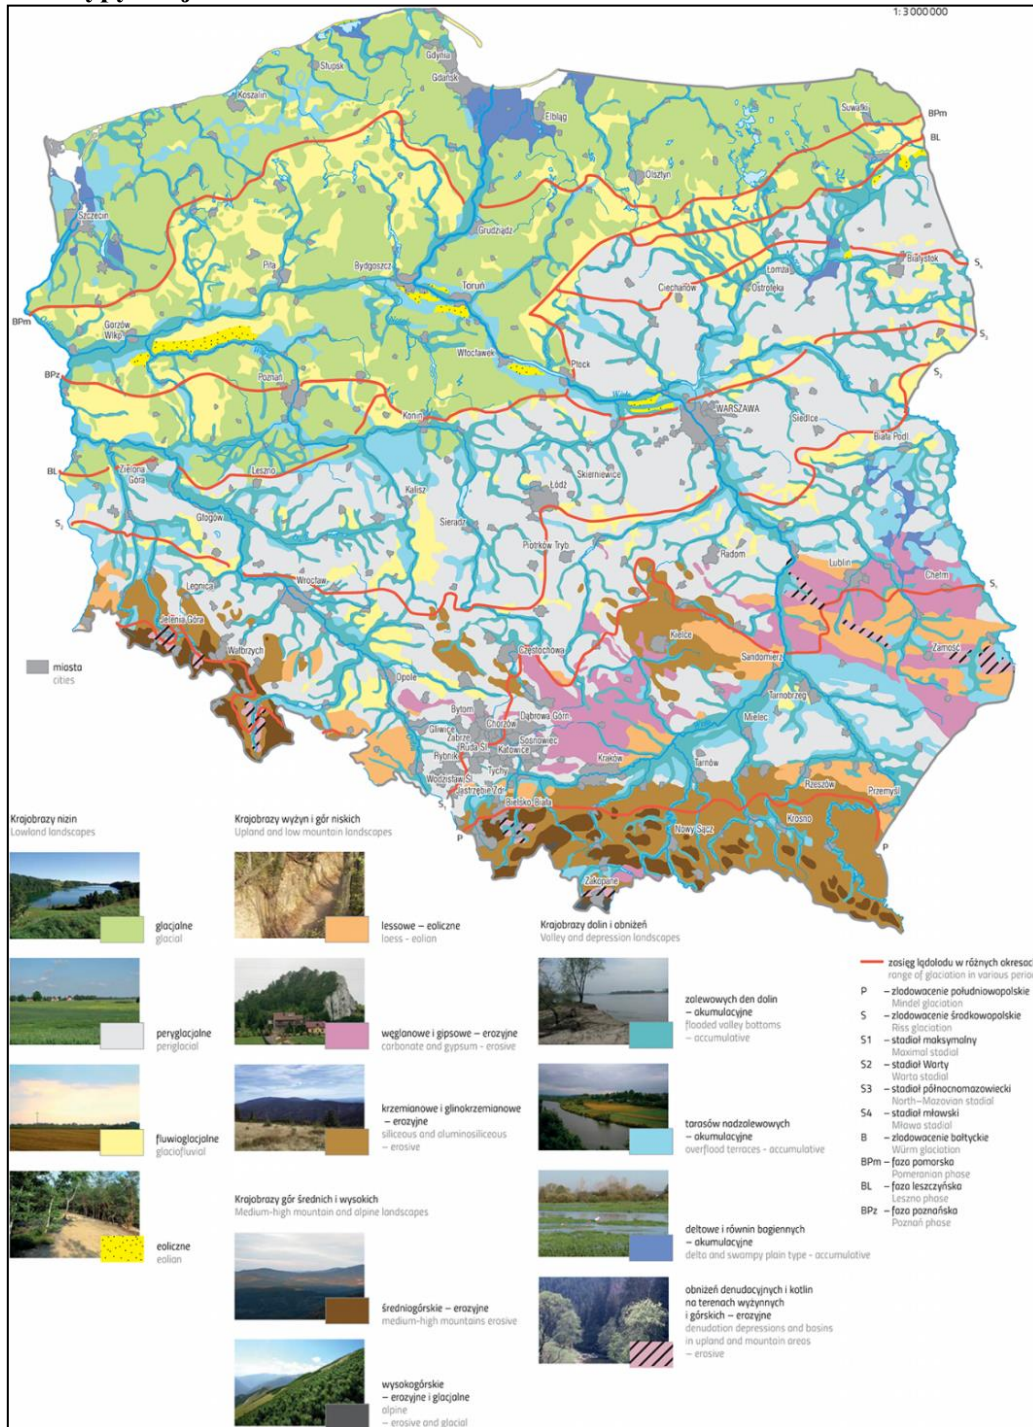 1: 3 000 000
Gdynia
Słupsk
Gdańsk
Koszalin
Elbląg
Suwałki
BPm
BL
Olsztyn
Szczecin
Grudziądz
Piła
Bydgoszcz
Toruń
Łomża
Białystok
S4
Ciechanów
Ostrołęka
BPm
Gorzów
Wlkp.
S3
Włocławek
Płock
S2
BPz
Poznań
Konin
WARSZAWA
Siedlce
Biała Podl.
BL
Zielona
Góra
Leszno
Kalisz
Skierniewice
Łódź
S2
Głogów
Sieradz
Piotrków Tryb.
Radom
Lublin
Chełm
S1
Legnica
Wrocław
Jelenia Góra
Wałbrzych
Kielce
Częstochowa
Sandomierz
Zamość
miasta
cities
Opole
Tarnobrzeg
Bytom
Dąbrowa Górn.
Mielec
Chorzów
Gliwice
Zabrze
Sosnowiec
Ruda Śl.
Katowice
Rybnik
Kraków
Tarnów
Tychy
Wodzisław Śl.
Rzeszów
Jastrzębie Zdr.
Przemyśl
S1
Bielsko-Biała
Krosno
P
Nowy Sącz
P
Zakopane
Krajobrazy nizin
Lowland landscapes
glacjalne
glacial
peryglacjalne
periglacial
fluwioglacjalne
glaciofluvial
eoliczne
eolian
Krajobrazy wyżyn i gór niskich
Upland and low mountain landscapes
lessowe – eoliczne
loess - eolian
węglanowe i gipsowe – erozyjne
carbonate and gypsum - erosive
krzemianowe i glinokrzemianowe
– erozyjne
siliceous and aluminosiliceous
– erosive
Krajobrazy gór średnich i wysokich
Medium-high mountain and alpine landscapes
średniogórskie – erozyjne
medium-high mountains erosive
wysokogórskie
– erozyjne i glacjalne
alpine
– erosive and glacial
Krajobrazy dolin i obniżeń
Valley and depression landscapes
zalewowych den dolin
– akumulacyjne
flooded valley bottoms
– accumulative
tarasów nadzalewowych
– akumulacyjne
overflood terraces - accumulative
deltowe i równin bagiennych
– akumulacyjne
delta and swampy plain type - accumulative
obniżeń denudacyjnych i kotlin
na terenach wyżynnych
i górskich – erozyjne
denudation depressions and basins
in upland and mountain areas
– erosive
zasięg lądolodu w różnych okresach
range of glaciation in various period
P – zlodowacenie południowopolskie
Mindel glaciation
S – zlodowacenie środkowopolskie
Riss glaciation
S1 – stadiał maksymalny
Maximal stadial
S2 – stadiał Warty
Warta stadial
S3 – stadiał północnomazowiecki
North–Mazovian stadial
S4 – stadiał mławski
Młowa stadial
B – zlodowacenie bałtyckie
Würm glaciation
BPm – faza pomorska
Pomeranian phase
BL – faza leszczyńska
Leszno phase
BPz – faza poznańska
Poznań phase